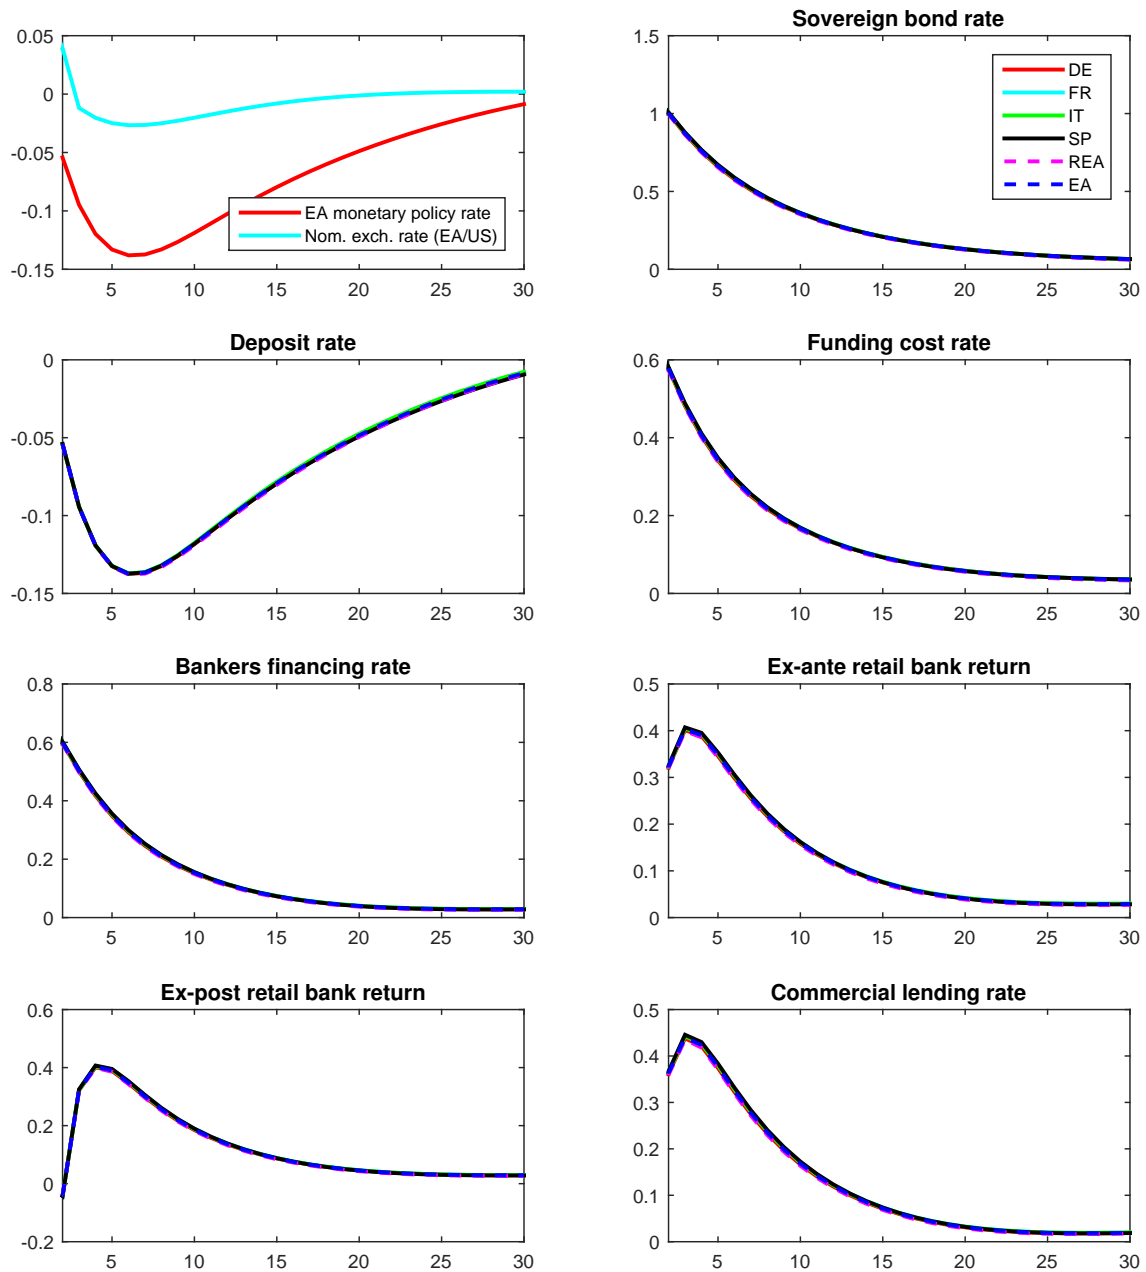 0.05
0
-0.05
-0.1
-0.15
5 10 15 20 25 30
EA monetary policy rate
Nom. exch. rate (EA/US)
Sovereign bond rate
1.5
1
0.5
0
5 10 15 20 25 30
DE
FR
IT
SP
REA
EA
Deposit rate
0
-0.05
-0.1
-0.15
5 10 15 20 25 30
Funding cost rate
0.6
0.4
0.2
0
5 10 15 20 25 30
Bankers financing rate
0.8
0.6
0.4
0.2
0
5 10 15 20 25 30
Ex-ante retail bank return
0.5
0.4
0.3
0.2
0.1
0
5 10 15 20 25 30
Ex-post retail bank return
0.6
0.4
0.2
0
-0.2
5 10 15 20 25 30
Commercial lending rate
0.5
0.4
0.3
0.2
0.1
0
5 10 15 20 25 30